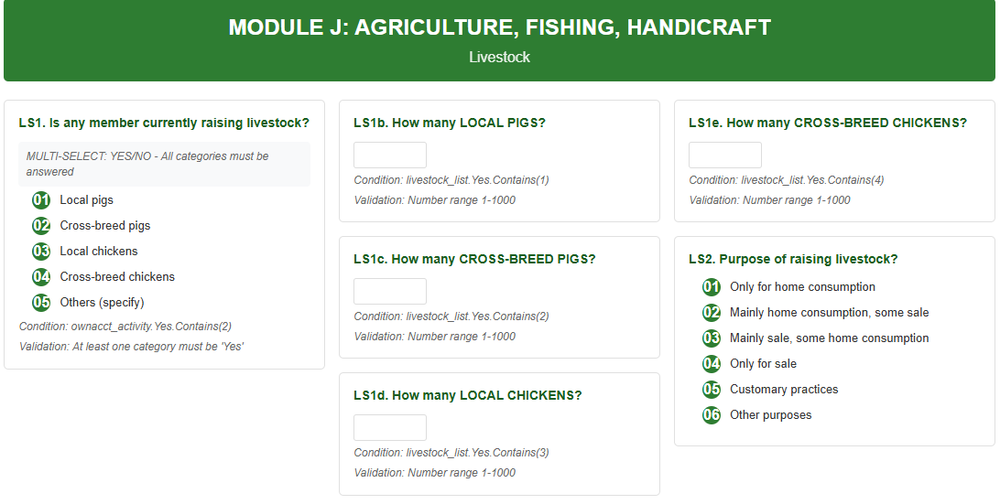 MODULE J: AGRICULTURE, FISHING, HANDICRAFT
Livestock
LS1. Is any member currently raising livestock?
MULTI-SELECT: YES/NO - All categories must be
answered
01 Local pigs
02 Cross-breed pigs
03 Local chickens
04 Cross-breed chickens
05 Others (specify)
Condition: ownacct_activity.Yes.Contains(2)
Validation: At least one category must be 'Yes'
LS1b. How many LOCAL PIGS?
Condition: livestock_list.Yes.Contains(1)
Validation: Number range 1-1000
LS1c. How many CROSS-BREED PIGS?
Condition: livestock_list.Yes.Contains(2)
Validation: Number range 1-1000
LS1d. How many LOCAL CHICKENS?
Condition: livestock_list.Yes.Contains(3)
Validation: Number range 1-1000
LS1e. How many CROSS-BREED CHICKENS?
Condition: livestock_list.Yes.Contains(4)
Validation: Number range 1-1000
LS2. Purpose of raising livestock?
01 Only for home consumption
02 Mainly home consumption, some sale
03 Mainly sale, some home consumption
04 Only for sale
05 Customary practices
06 Other purposes